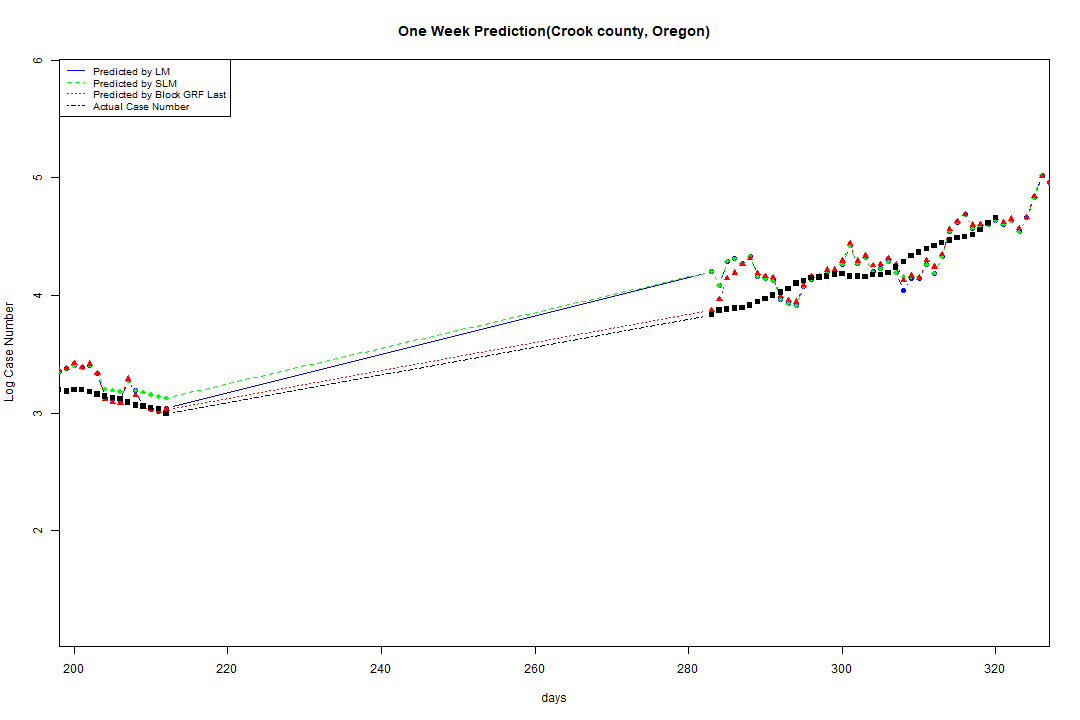 One Week Prediction(Crook county, Oregon)
Predicted by LM
Predicted by SLM
Predicted by Block GRF Last
Actual Case Number
6
5
4
3
2
Log Case Number
200 220 240 260 280 300 320
days